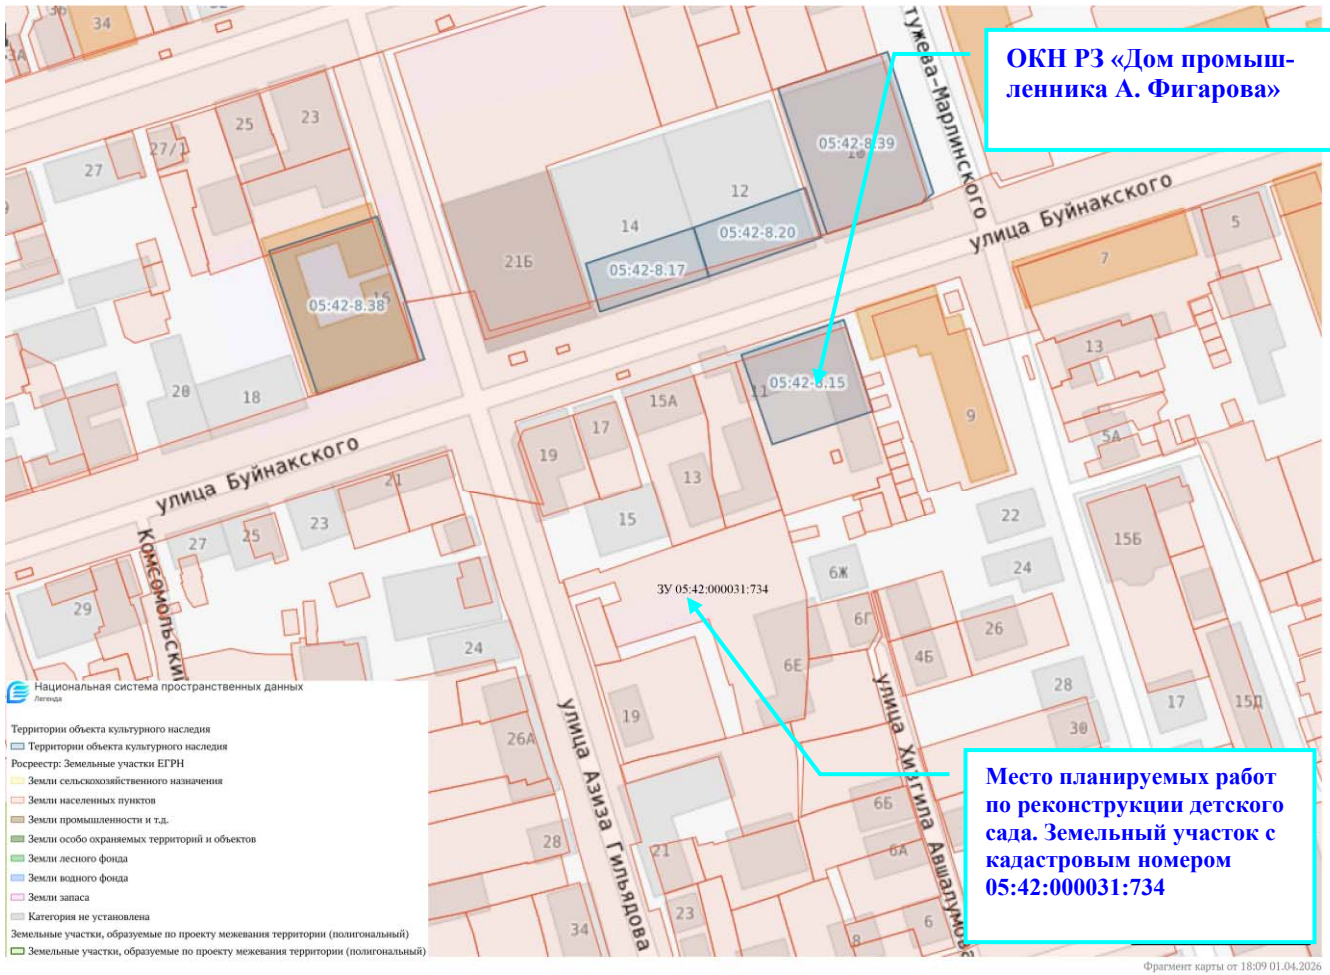 36
32
34
3А
27
27/1
25
23
9
05:42-8.38
16
20
18
21Б
14
12
05:42-8.17
05:42-8.20
05:42-8.39
10
тужева-Марлинского
ОКН РЗ «Дом промыш-
ленника А. Фигарова»
улица Буйнакского
5
7
13
5А
9
05:42-8.15
11
15А
17
19
13
15
улица Буйнакского
21
23
25
27
Комсомольский
29
24
22
24
15Б
6Ж
ЗУ 05:42:000031:734
6Г
6Е
4Б
26
28
30
17
15Д
19
26А
улица Азиза Гильядова
улица Хизгила Авшалумова
6Б
6А
28
21
23
34
8
6
Место планируемых работ
по реконструкции детского
сада. Земельный участок с
кадастровым номером
05:42:000031:734
Национальная система пространственных данных
Легенда
Территории объекта культурного наследия
Территории объекта культурного наследия
Росреестр: Земельные участки ЕГРН
Земли сельскохозяйственного назначения
Земли населенных пунктов
Земли промышленности и т.д.
Земли особо охраняемых территорий и объектов
Земли лесного фонда
Земли водного фонда
Земли запаса
Категория не установлена
Земельные участки, образуемые по проекту межевания территории (полигональный)
Земельные участки, образуемые по проекту межевания территории (полигональный)
Фрагмент карты от 18:09 01.04.2026